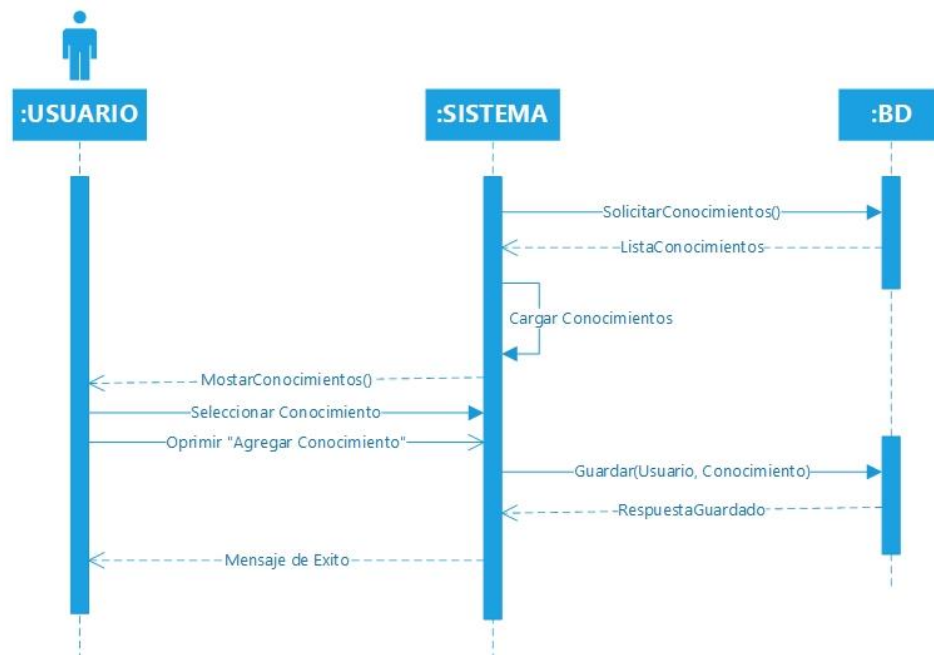 :USUARIO
:SISTEMA
:BD
SolicitarConocimientos()
ListaConocimientos
Cargar Conocimientos
MostarConocimientos()
Seleccionar Conocimiento
Oprimir "Agregar Conocimiento"
Guardar(Usuario, Conocimiento)
RespuestaGuardado
Mensaje de Exito